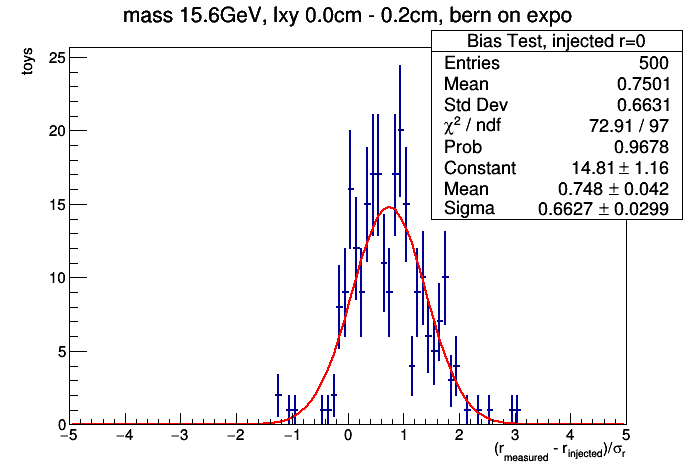 mass 15.6GeV, lxy 0.0cm - 0.2cm, bern on expo
Bias Test, injected r=0
Entries 500
Mean 0.7501
Std Dev 0.6631
χ² / ndf 72.91 / 97
Prob 0.9678
Constant 14.81 ± 1.16
Mean 0.748 ± 0.042
Sigma 0.6627 ± 0.0299
toys
25
20
15
10
5
0
−5 −4 −3 −2 −1 0 1 2 3 4 5
(r_measured - r_injected)/σ_r